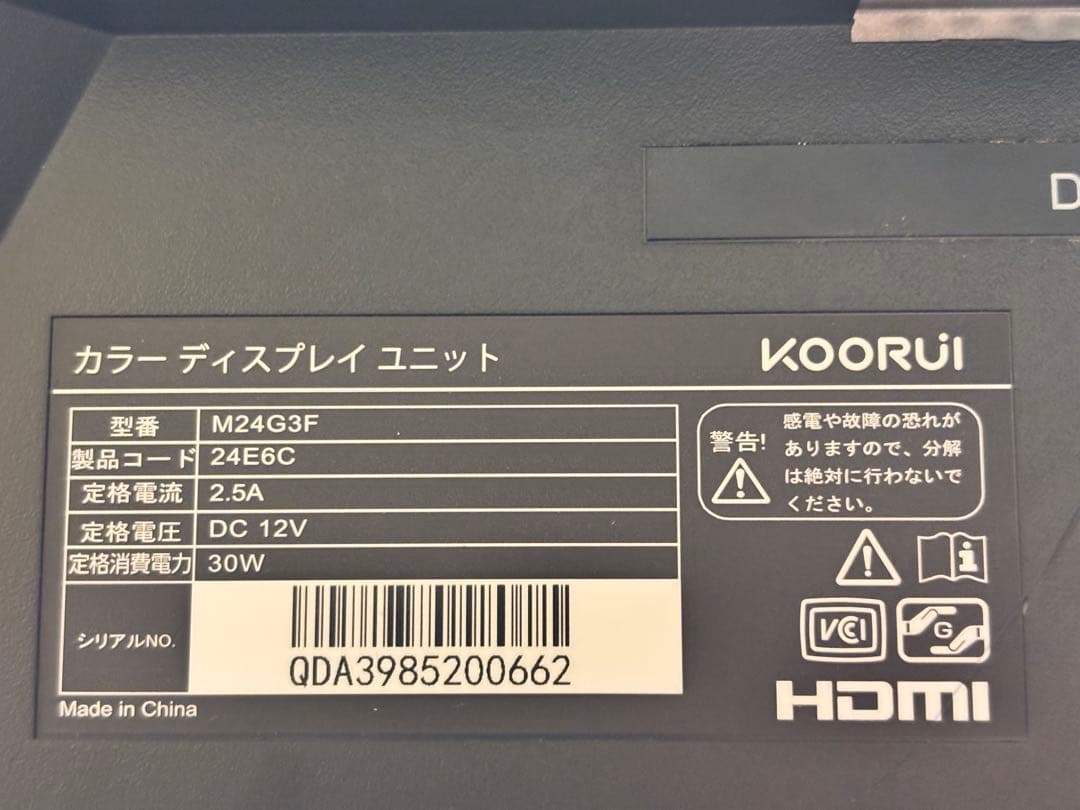 D
カラー ディスプレイ ユニット
KOORUi
型番 M24G3F
製品コード 24E6C
定格電流 2.5A
定格電圧 DC 12V
定格消費電力 30W
シリアルNO.
QDA3985200662
Made in China
警告!
感電や故障の恐れが
ありますので、分解
は絶対に行わないで
ください。
i
VCCI
G
HDMI